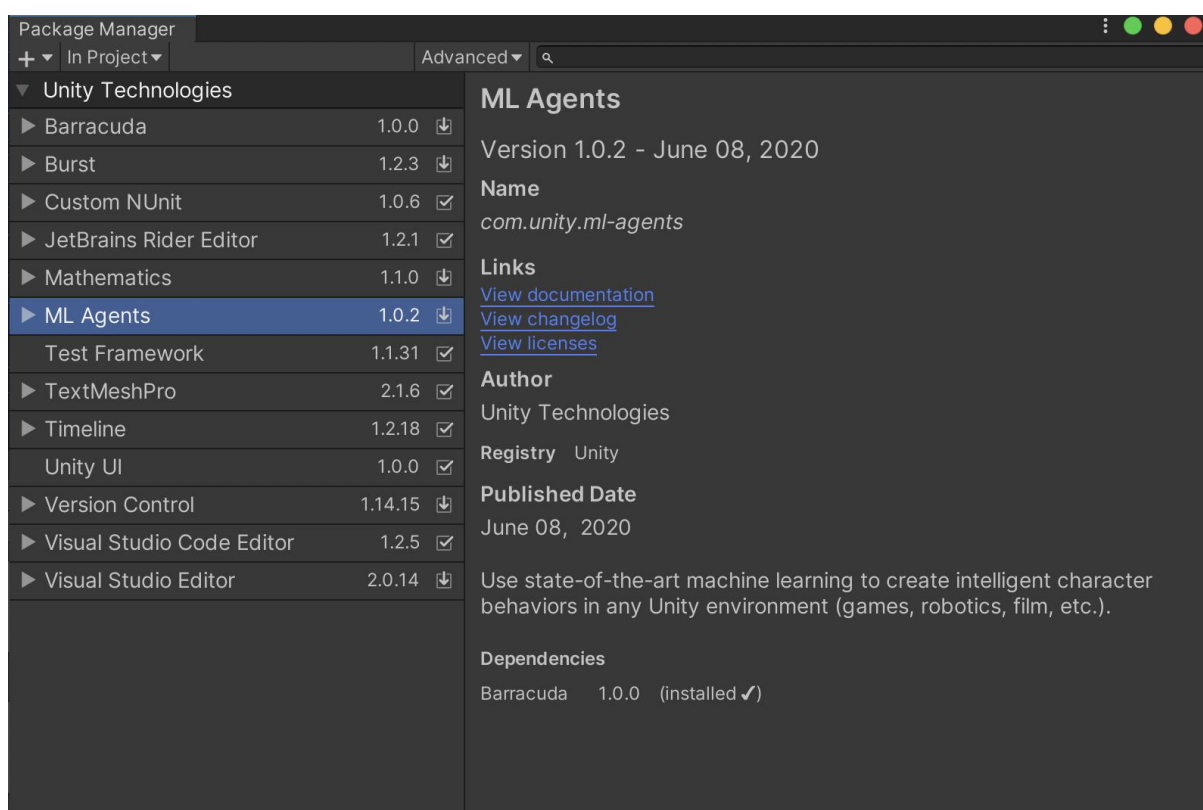 Package Manager
In Project Advanced
Unity Technologies
Barracuda 1.0.0
Burst 1.2.3
Custom NUnit 1.0.6
JetBrains Rider Editor 1.2.1
Mathematics 1.1.0
ML Agents 1.0.2
Test Framework 1.1.31
TextMeshPro 2.1.6
Timeline 1.2.18
Unity UI 1.0.0
Version Control 1.14.15
Visual Studio Code Editor 1.2.5
Visual Studio Editor 2.0.14
ML Agents
Version 1.0.2 - June 08, 2020
Name
com.unity.ml-agents
Links
View documentation
View changelog
View licenses
Author
Unity Technologies
Registry Unity
Published Date
June 08, 2020
Use state-of-the-art machine learning to create intelligent character
behaviors in any Unity environment (games, robotics, film, etc.).
Dependencies
Barracuda 1.0.0 (installed ✓)